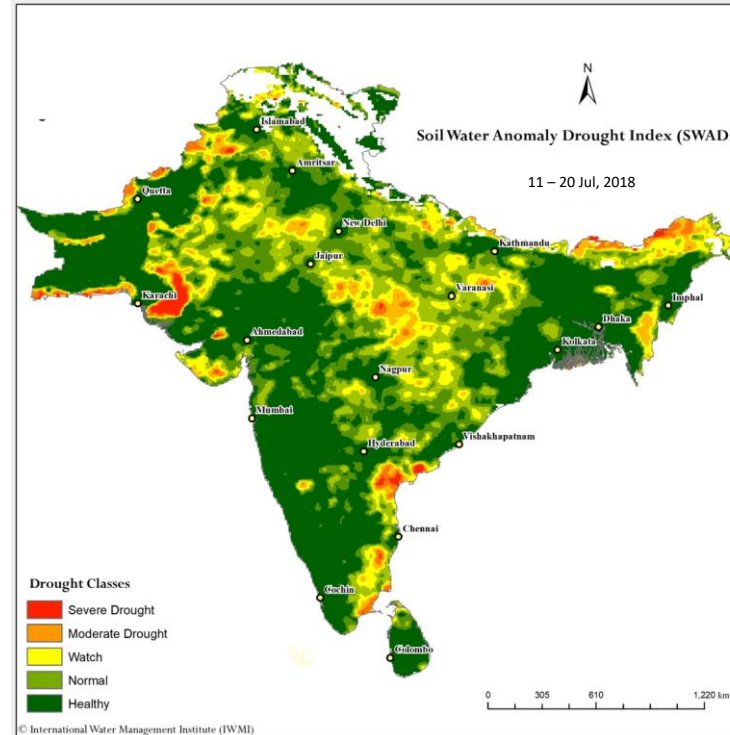 N
Soil Water Anomaly Drought Index (SWAD
11 – 20 Jul, 2018
Islamabad
Amritsar
Quetta
New Delhi
Kathmandu
Jaipur
Varanasi
Karachi
Imphal
Dhaka
Ahmedabad
Kolkata
Nagpur
Mumbai
Hyderabad
Vishakhapatnam
Chennai
Cochin
Colombo
Drought Classes
Severe Drought
Moderate Drought
Watch
Normal
Healthy
0 305 610 1,220 km
© International Water Management Institute (IWMI)